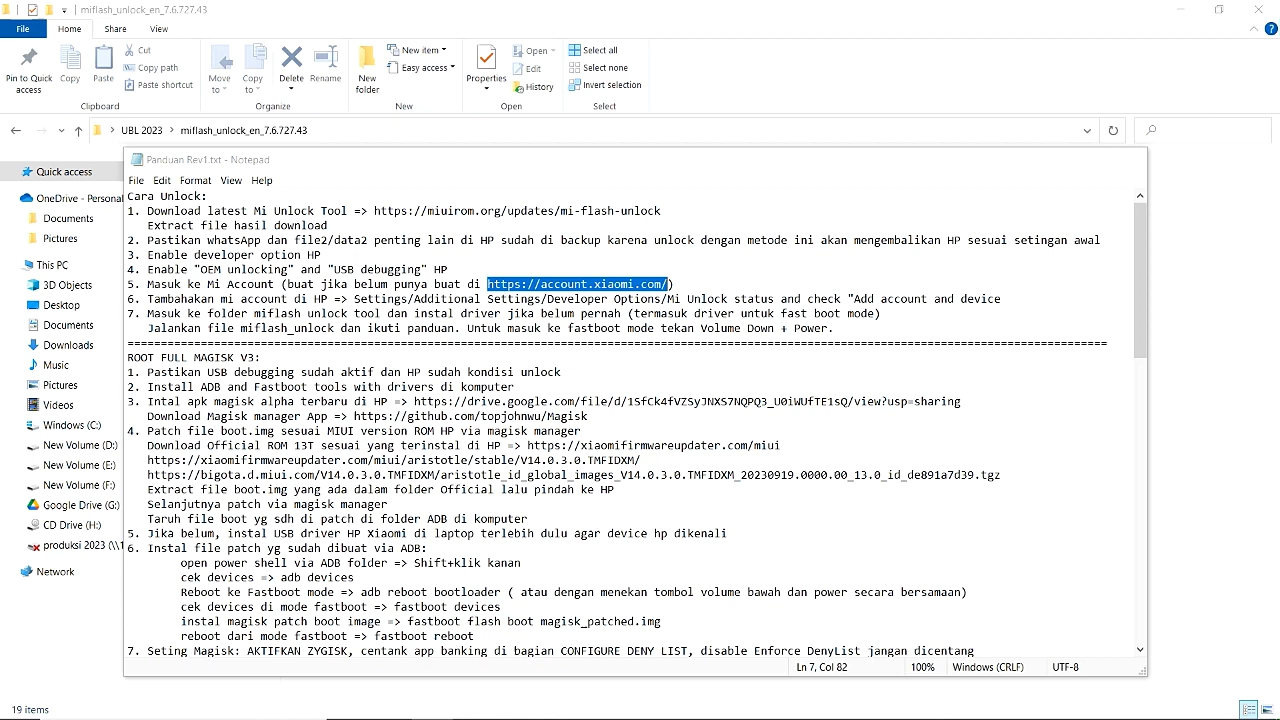 miflash_unlock_en_7.6.727.43
File Home Share View
Pin to Quick access
Copy
Paste
Cut
Copy path
Paste shortcut
Clipboard
Move to
Copy to
Delete
Rename
Organize
New folder
New item
Easy access
New
Properties
Open
Edit
History
Open
Select all
Select none
Invert selection
Select
UBL 2023 > miflash_unlock_en_7.6.727.43
Quick access
OneDrive - Personal
Documents
Pictures
This PC
3D Objects
Desktop
Documents
Downloads
Music
Pictures
Videos
Windows (C:)
New Volume (D:)
New Volume (E:)
New Volume (F:)
Google Drive (G:)
CD Drive (H:)
produksi 2023 (\\1
Network
19 items
Panduan Rev1.txt - Notepad
File Edit Format View Help
Cara Unlock:
1. Download latest Mi Unlock Tool => https://miuirom.org/updates/mi-flash-unlock
Extract file hasil download
2. Pastikan whatsApp dan file2/data2 penting lain di HP sudah di backup karena unlock dengan metode ini akan mengembalikan HP sesuai setingan awal
3. Enable developer option HP
4. Enable "OEM unlocking" and "USB debugging" HP
5. Masuk ke Mi Account (buat jika belum punya buat di https://account.xiaomi.com/)
6. Tambahakan mi account di HP => Settings/Additional Settings/Developer Options/Mi Unlock status and check "Add account and device
7. Masuk ke folder miflash unlock tool dan instal driver jika belum pernah (termasuk driver untuk fast boot mode)
Jalankan file miflash_unlock dan ikuti panduan. Untuk masuk ke fastboot mode tekan Volume Down + Power.
====================================================================================================================================================
ROOT FULL MAGISK V3:
1. Pastikan USB debugging sudah aktif dan HP sudah kondisi unlock
2. Install ADB and Fastboot tools with drivers di komputer
3. Intal apk magisk alpha terbaru di HP => https://drive.google.com/file/d/1SfCk4fVZSyJNXS7NQPQ3_U0iWUfTE1sQ/view?usp=sharing
Download Magisk manager App => https://github.com/topjohnwu/Magisk
4. Patch file boot.img sesuai MIUI version ROM HP via magisk manager
Download Official ROM 13T sesuai yang terinstal di HP => https://xiaomifirmwareupdater.com/miui
https://xiaomifirmwareupdater.com/miui/aristotle/stable/V14.0.3.0.TMFIDXM/
https://bigota.d.miui.com/V14.0.3.0.TMFIDXM/aristotle_id_global_images_V14.0.3.0.TMFIDXM_20230919.0000.00_13.0_id_de891a7d39.tgz
Extract file boot.img yang ada dalam folder Official lalu pindah ke HP
Selanjutnya patch via magisk manager
Taruh file boot yg sdh di patch di folder ADB di komputer
5. Jika belum, instal USB driver HP Xiaomi di laptop terlebih dulu agar device hp dikenali
6. Instal file patch yg sudah dibuat via ADB:
open power shell via ADB folder => Shift+klik kanan
cek devices => adb devices
Reboot ke Fastboot mode => adb reboot bootloader ( atau dengan menekan tombol volume bawah dan power secara bersamaan)
cek devices di mode fastboot => fastboot devices
instal magisk patch boot image => fastboot flash boot magisk_patched.img
reboot dari mode fastboot => fastboot reboot
7. Seting Magisk: AKTIFKAN ZYGISK, centank app banking di bagian CONFIGURE DENY LIST, disable Enforce DenyList jangan dicentang
Ln 7, Col 82 100% Windows (CRLF) UTF-8